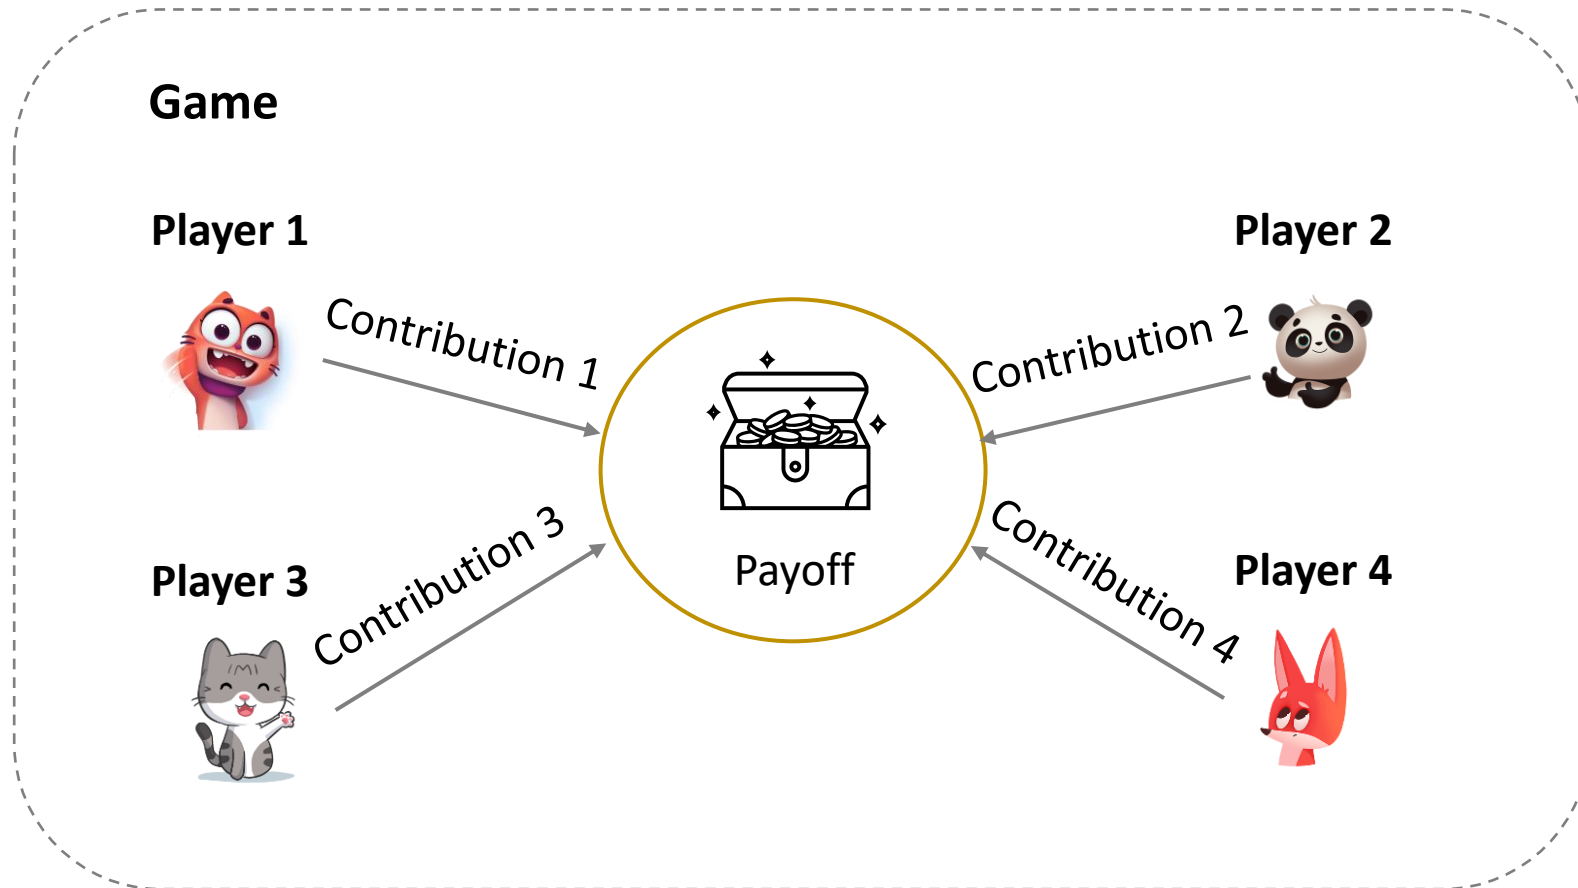 Game
Player 1
Player 2
Contribution 1
Contribution 2
Payoff
Player 3
Contribution 3
Player 4
Contribution 4